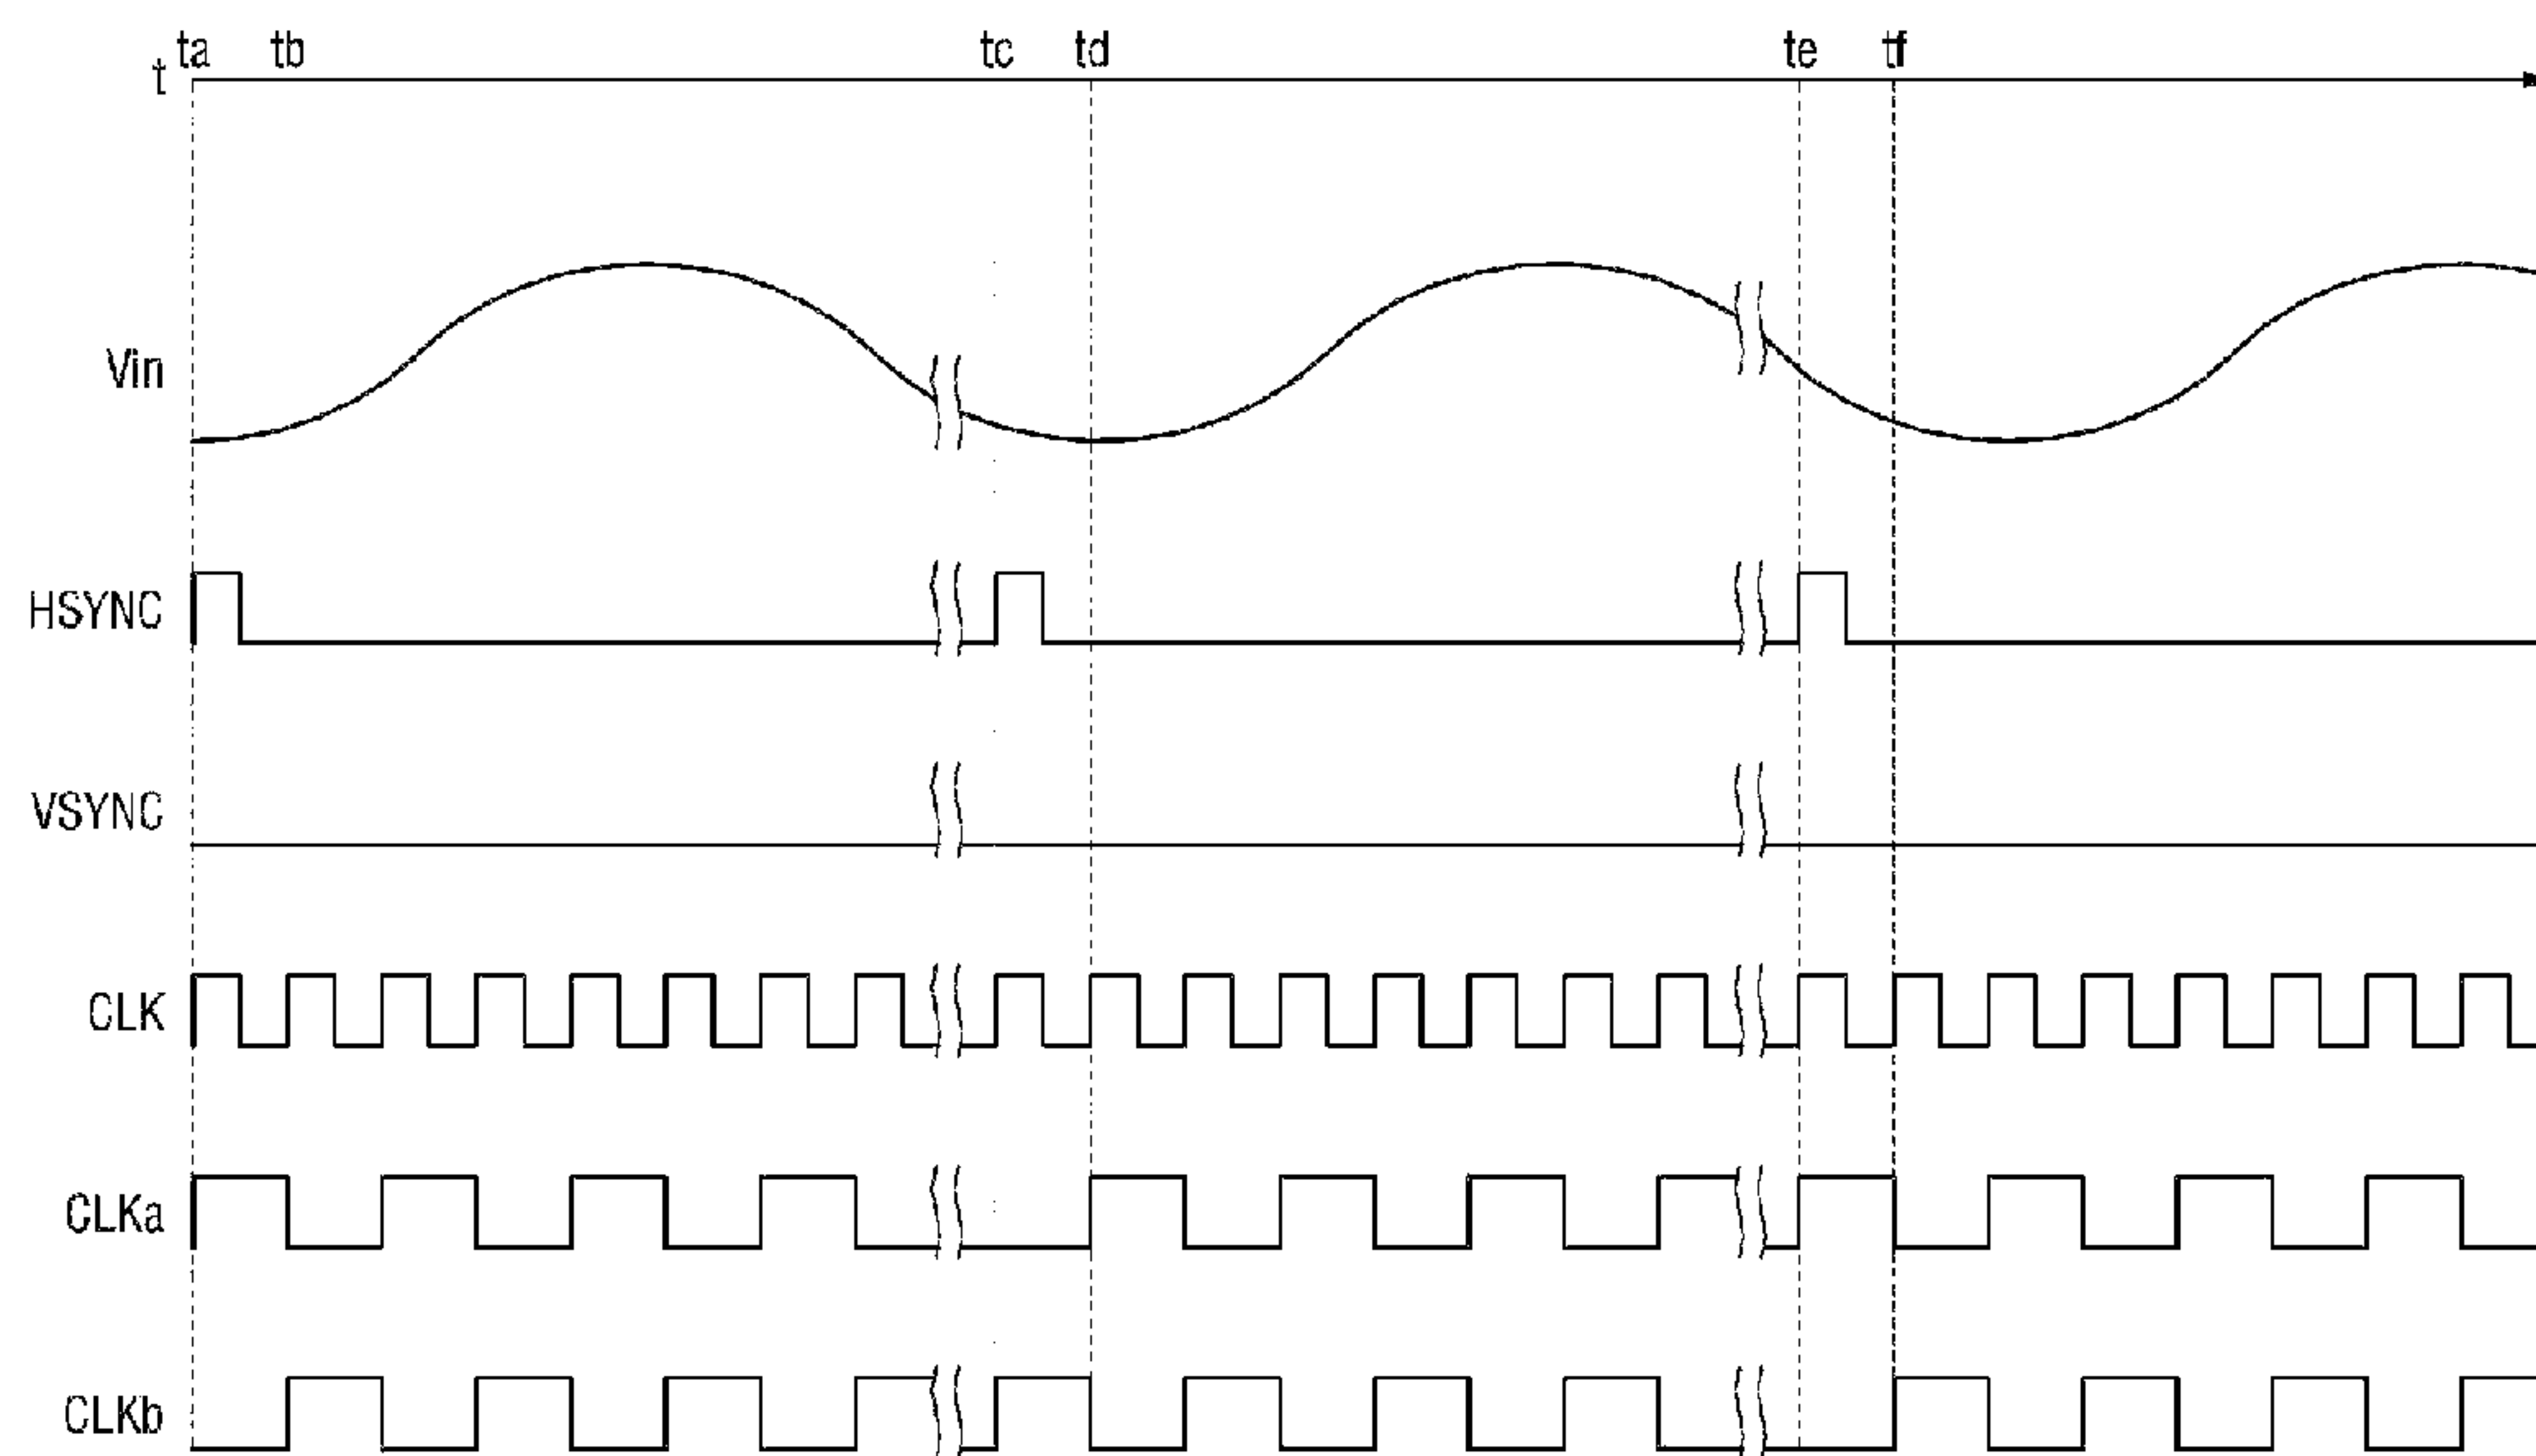 ta tb tc td te tf
t
Vin
HSYNC
VSYNC
CLK
CLKa
CLKb